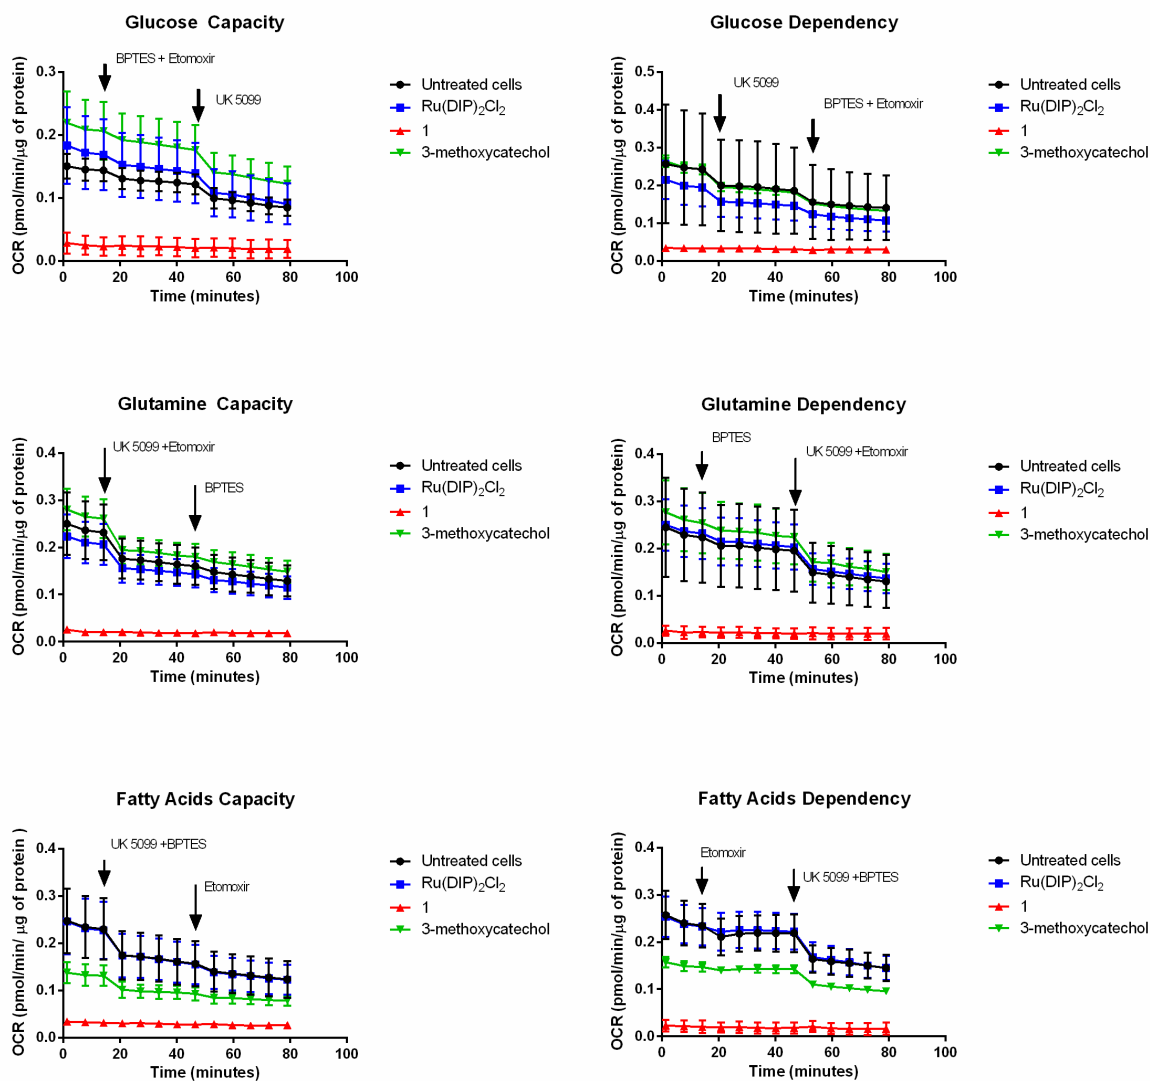 Glucose  Capacity
BPTES + Etomoxir
UK 5099
OCR (pmol/min/µg of protein)
0.3
0.2
0.1
0.0
0 20 40 60 80 100
Time (minutes)
Untreated cells
Ru(DIP)₂Cl₂
1
3-methoxycatechol
Glucose Dependency
UK 5099
BPTES + Etomoxir
OCR (pmol/min/µg of protein)
0.5
0.4
0.3
0.2
0.1
0.0
0 20 40 60 80 100
Time (minutes)
Untreated cells
Ru(DIP)₂Cl₂
1
3-methoxycatechol
Glutamine  Capacity
UK 5099 +Etomoxir
BPTES
OCR (pmol/min/µg of protein)
0.4
0.3
0.2
0.1
0.0
0 20 40 60 80 100
Time (minutes)
Untreated cells
Ru(DIP)₂Cl₂
1
3-methoxycatechol
Glutamine Dependency
BPTES
UK 5099 +Etomoxir
OCR (pmol/min/µg of protein)
0.4
0.3
0.2
0.1
0.0
0 20 40 60 80 100
Time (minutes)
Untreated cells
Ru(DIP)₂Cl₂
1
3-methoxycatechol
Fatty Acids Capacity
UK 5099 +BPTES
Etomoxir
OCR (pmol/min/ µg of protein )
0.4
0.3
0.2
0.1
0.0
0 20 40 60 80 100
Time (minutes)
Untreated cells
Ru(DIP)₂Cl₂
1
3-methoxycatechol
Fatty Acids Dependency
Etomoxir
UK 5099 +BPTES
OCR (pmol/min/µg of protein)
0.4
0.3
0.2
0.1
0.0
0 20 40 60 80 100
Time (minutes)
Untreated cells
Ru(DIP)₂Cl₂
1
3-methoxycatechol